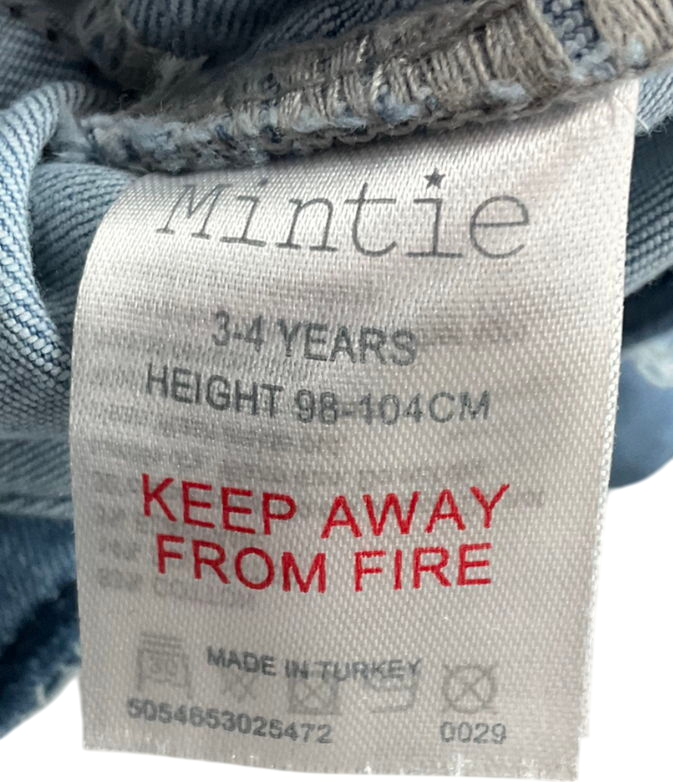 Mintie
3-4 YEARS
HEIGHT 98-104CM
KEEP AWAY
FROM FIRE
MADE IN TURKEY
5054653025472 0029